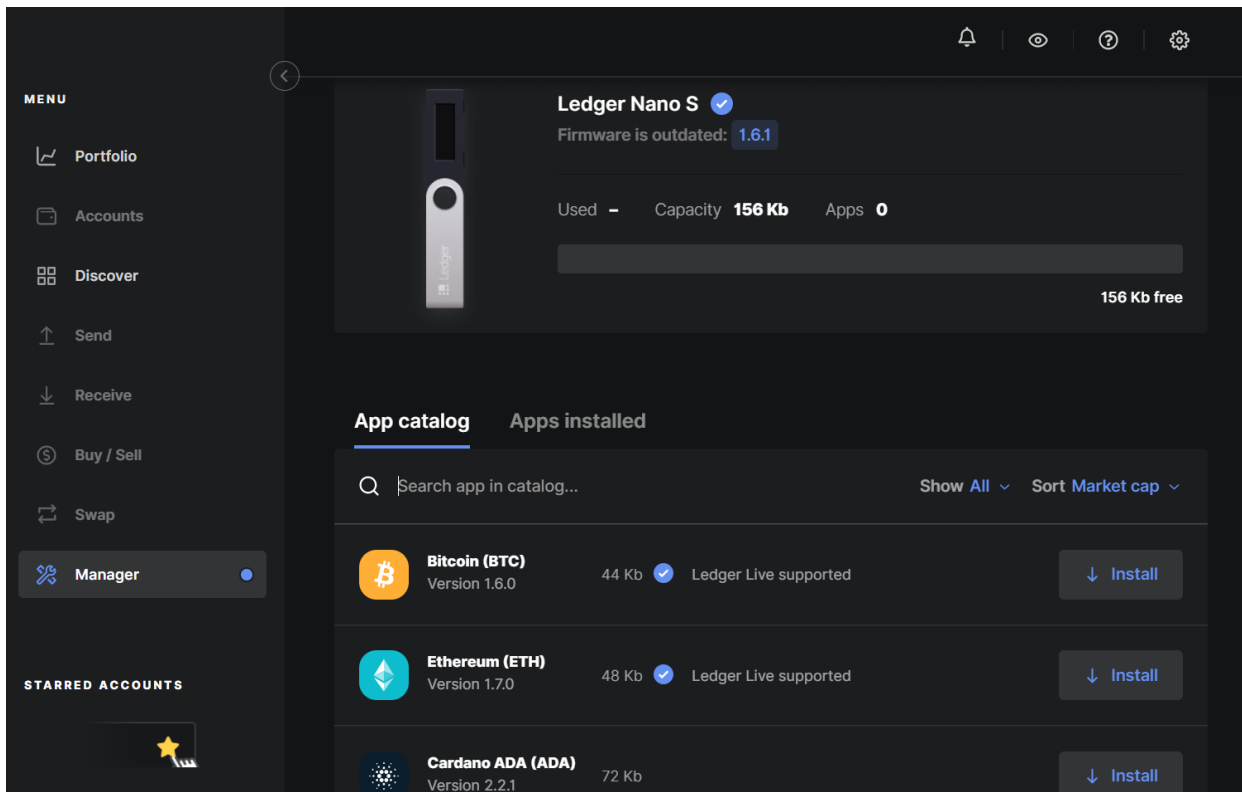 MENU
Portfolio
Accounts
Discover
Send
Receive
Buy / Sell
Swap
Manager
STARRED ACCOUNTS
Ledger
Ledger Nano S
Firmware is outdated: 1.6.1
Used – Capacity 156 Kb Apps 0
156 Kb free
App catalog Apps installed
Search app in catalog... Show All Sort Market cap
Bitcoin (BTC)
Version 1.6.0
44 Kb Ledger Live supported
Install
Ethereum (ETH)
Version 1.7.0
48 Kb Ledger Live supported
Install
Cardano ADA (ADA)
Version 2.2.1
72 Kb
Install